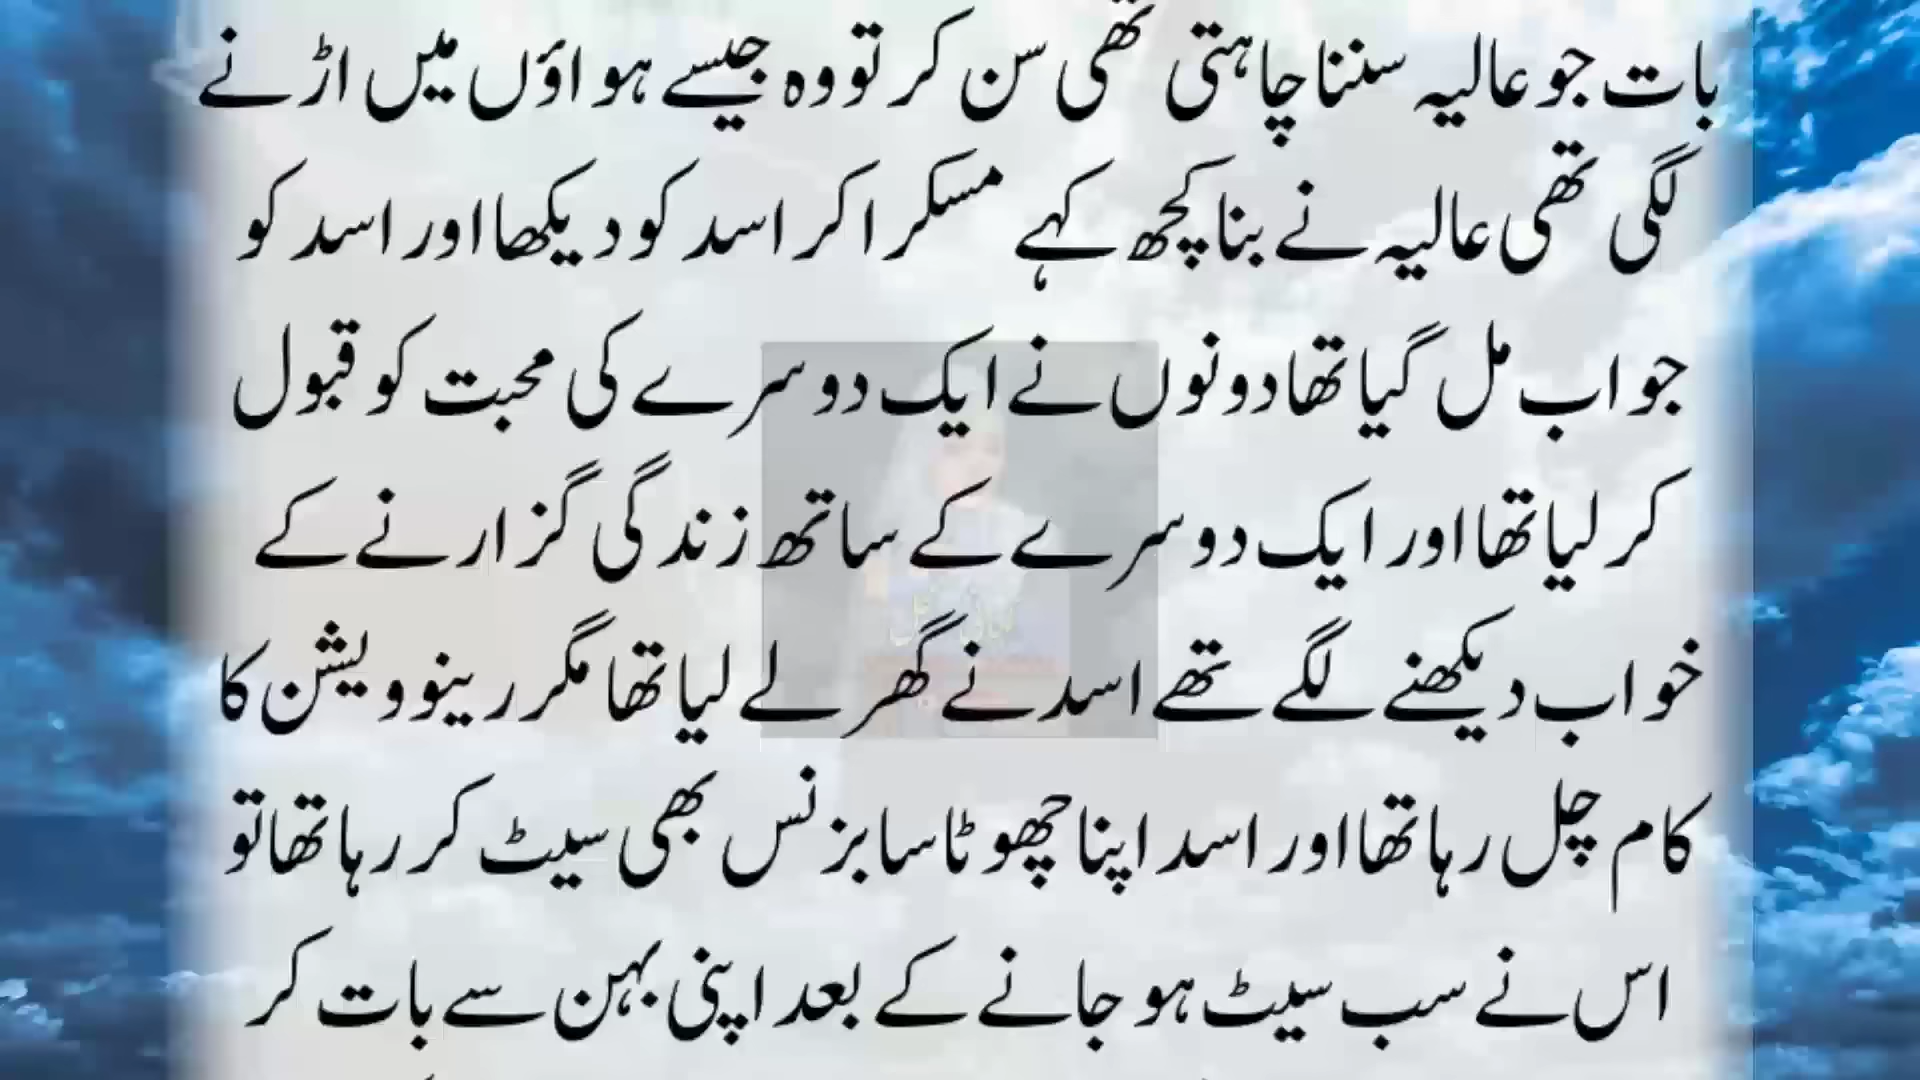 بات جو عالیہ سننا چاہتی تھی سن کر تو وہ جیسے ہواؤں میں اڑنے
لگی تھی عالیہ نے بنا کچھ کہے مسکرا کر اسد کو دیکھا اور اسد کو
جواب مل گیا تھا دونوں نے ایک دوسرے کی محبت کو قبول
کر لیا تھا اور ایک دوسرے کے ساتھ زندگی گزارنے کے
خواب دیکھنے لگے تھے اسد نے گھر لے لیا تھا مگر رینوویشن کا
کام چل رہا تھا اور اسد اپنا چھوٹا سا بزنس بھی سیٹ کر رہا تھا تو
اس نے سب سیٹ ہو جانے کے بعد اپنی بہن سے بات کر